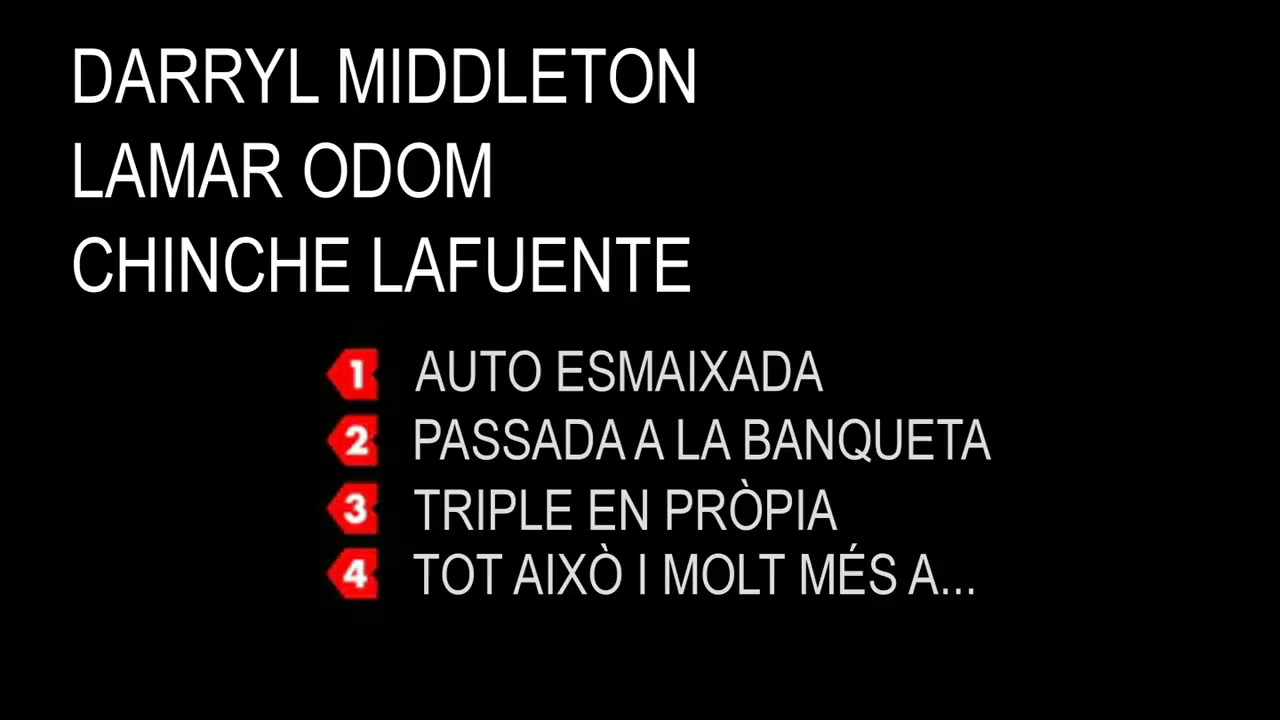 DARRYL MIDDLETON
LAMAR ODOM
CHINCHE LAFUENTE
1 AUTO ESMAIXADA
2 PASSADA A LA BANQUETA
3 TRIPLE EN PRÒPIA
4 TOT AIXÒ I MOLT MÉS A...